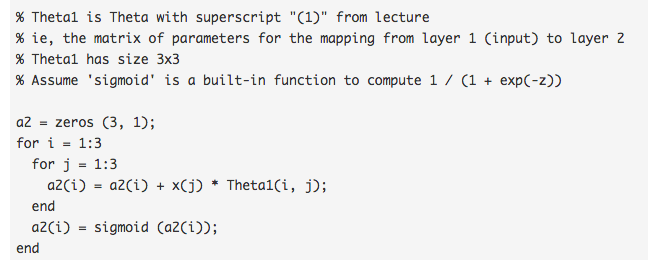 % Theta1 is Theta with superscript "(1)" from lecture
% ie, the matrix of parameters for the mapping from layer 1 (input) to layer 2
% Theta1 has size 3x3
% Assume 'sigmoid' is a built-in function to compute 1 / (1 + exp(-z))

a2 = zeros (3, 1);
for i = 1:3
  for j = 1:3
    a2(i) = a2(i) + x(j) * Theta1(i, j);
  end
  a2(i) = sigmoid (a2(i));
end